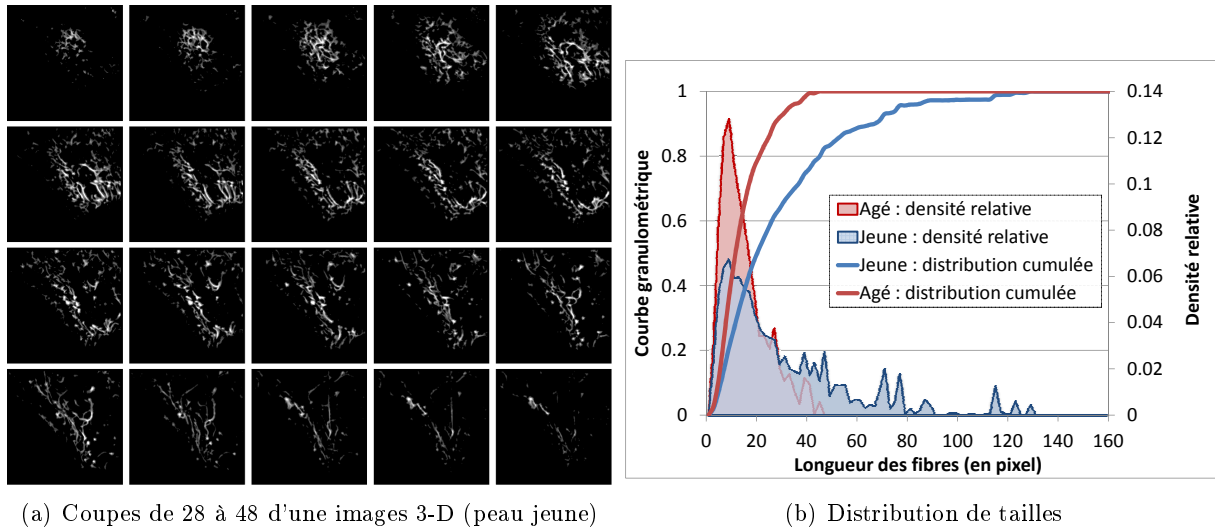 Courbe granulométrique
1
0.8
0.6
0.4
0.2
0
0.14
0.12
0.1
0.08
0.06
0.04
0.02
0
Densité relative
Agé : densité relative
Jeune : densité relative
Jeune : distribution cumulée
Agé : distribution cumulée
0 20 40 60 80 100 120 140 160
Longueur des fibres (en pixel)
(a) Coupes de 28 à 48 d'une images 3-D (peau jeune)
(b) Distribution de tailles